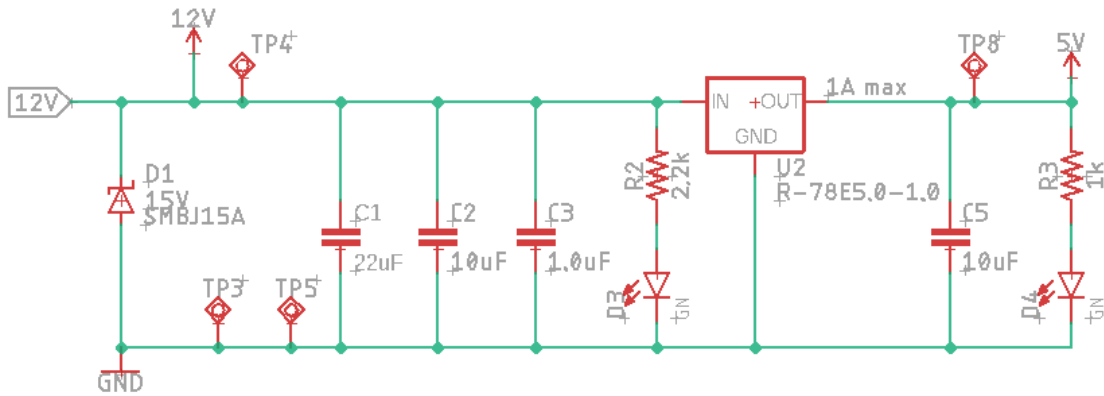 12V
TP4
TP8
5V
12V
IN
+OUT
1A max
GND
D1
15V
SMBJ15A
R2
2.2k
U2
R-78E5.0-1.0
R3
1k
C1
22uF
C2
10uF
C3
1.0uF
C5
10uF
TP3
TP5
D3
GN
D4
GN
GND